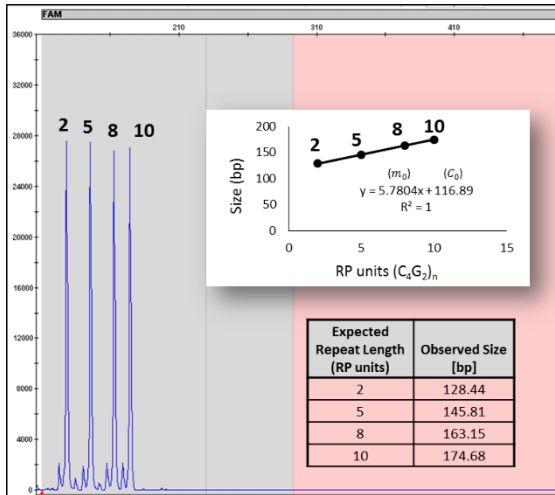 FAM
210 310 410
36000
32000
28000
24000
20000
16000
12000
8000
4000
0
2 5 8 10
200
150
100
50
0
Size (bp)
2 5 8 10
(m₀) (C₀)
y = 5.7804x + 116.89
R² = 1
0 5 10 15
RP units (C₄G₂)ₙ
Expected Repeat Length (RP units) Observed Size [bp]
2 128.44
5 145.81
8 163.15
10 174.68